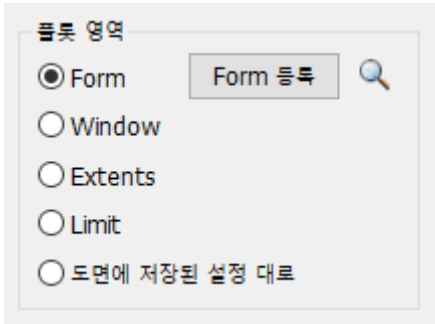 플롯 영역
Form
Form 등록
Window
Extents
Limit
도면에 저장된 설정 대로